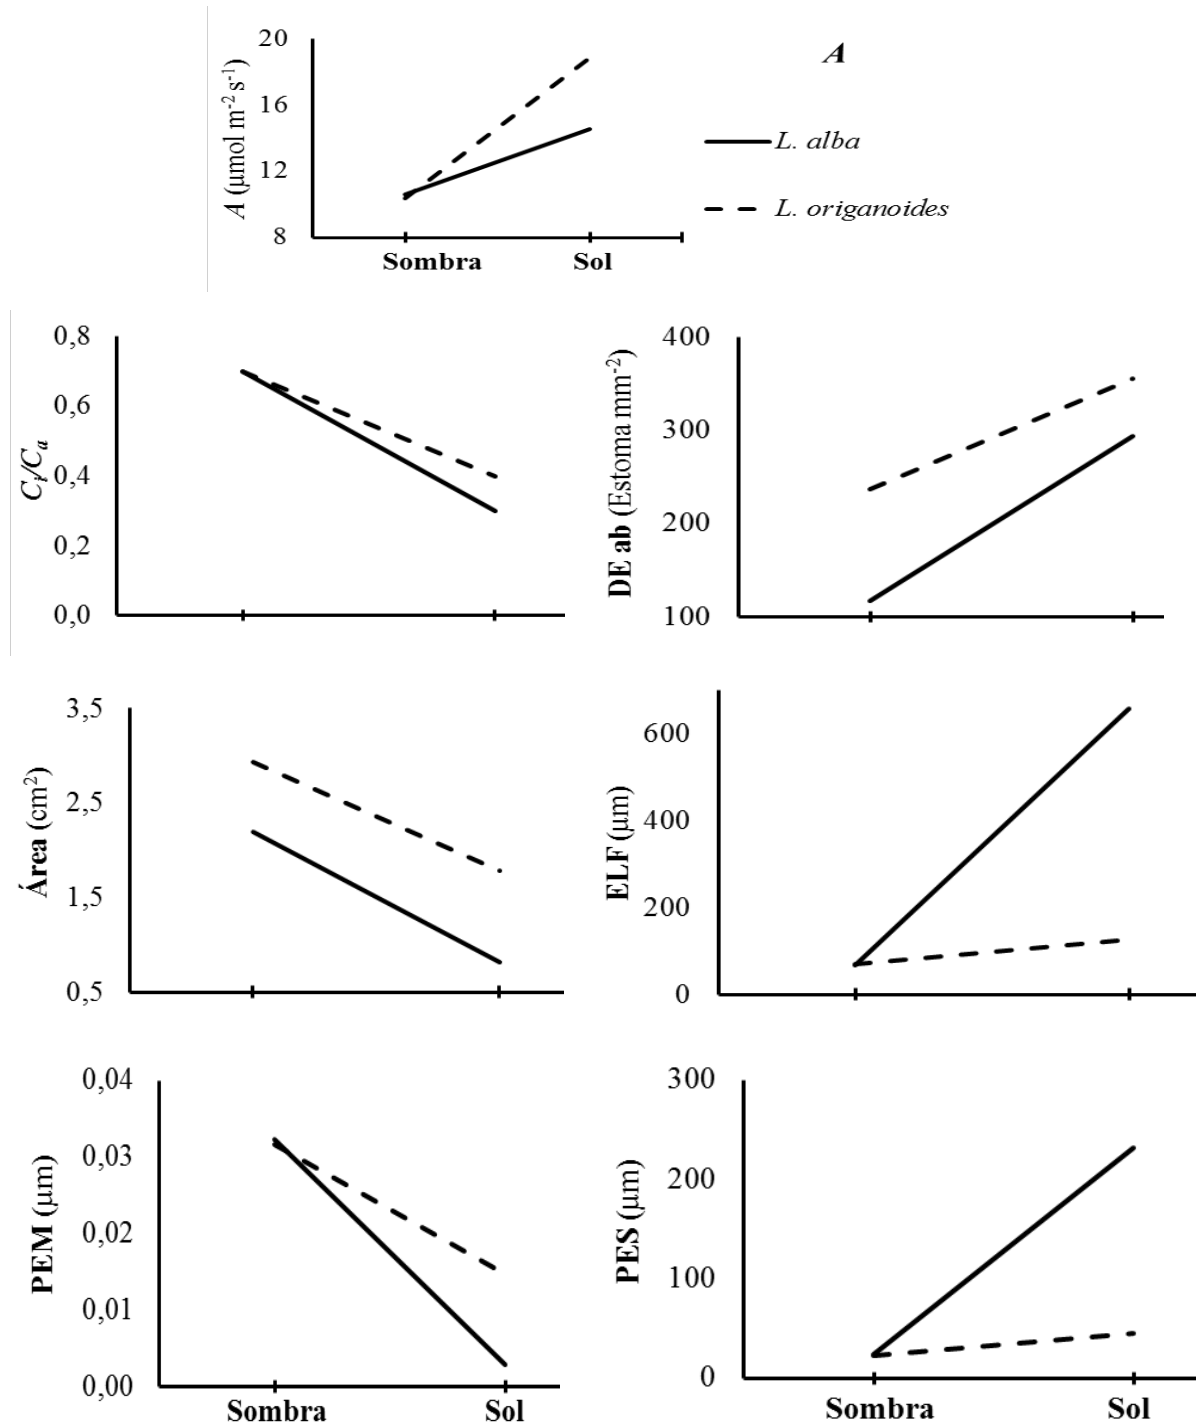 20
A
16
A (µmol m-2 s-1)
L. alba
12
L. origanoides
8
Sombra Sol
0,8
0,6
Ci/Ca
0,4
0,2
0,0
400
DE ab (Estoma mm-2)
300
200
100
3,5
Área (cm2)
2,5
1,5
0,5
600
ELF (µm)
400
200
0
0,04
0,03
PEM (µm)
0,02
0,01
0,00
Sombra Sol
300
PES (µm)
200
100
0
Sombra Sol